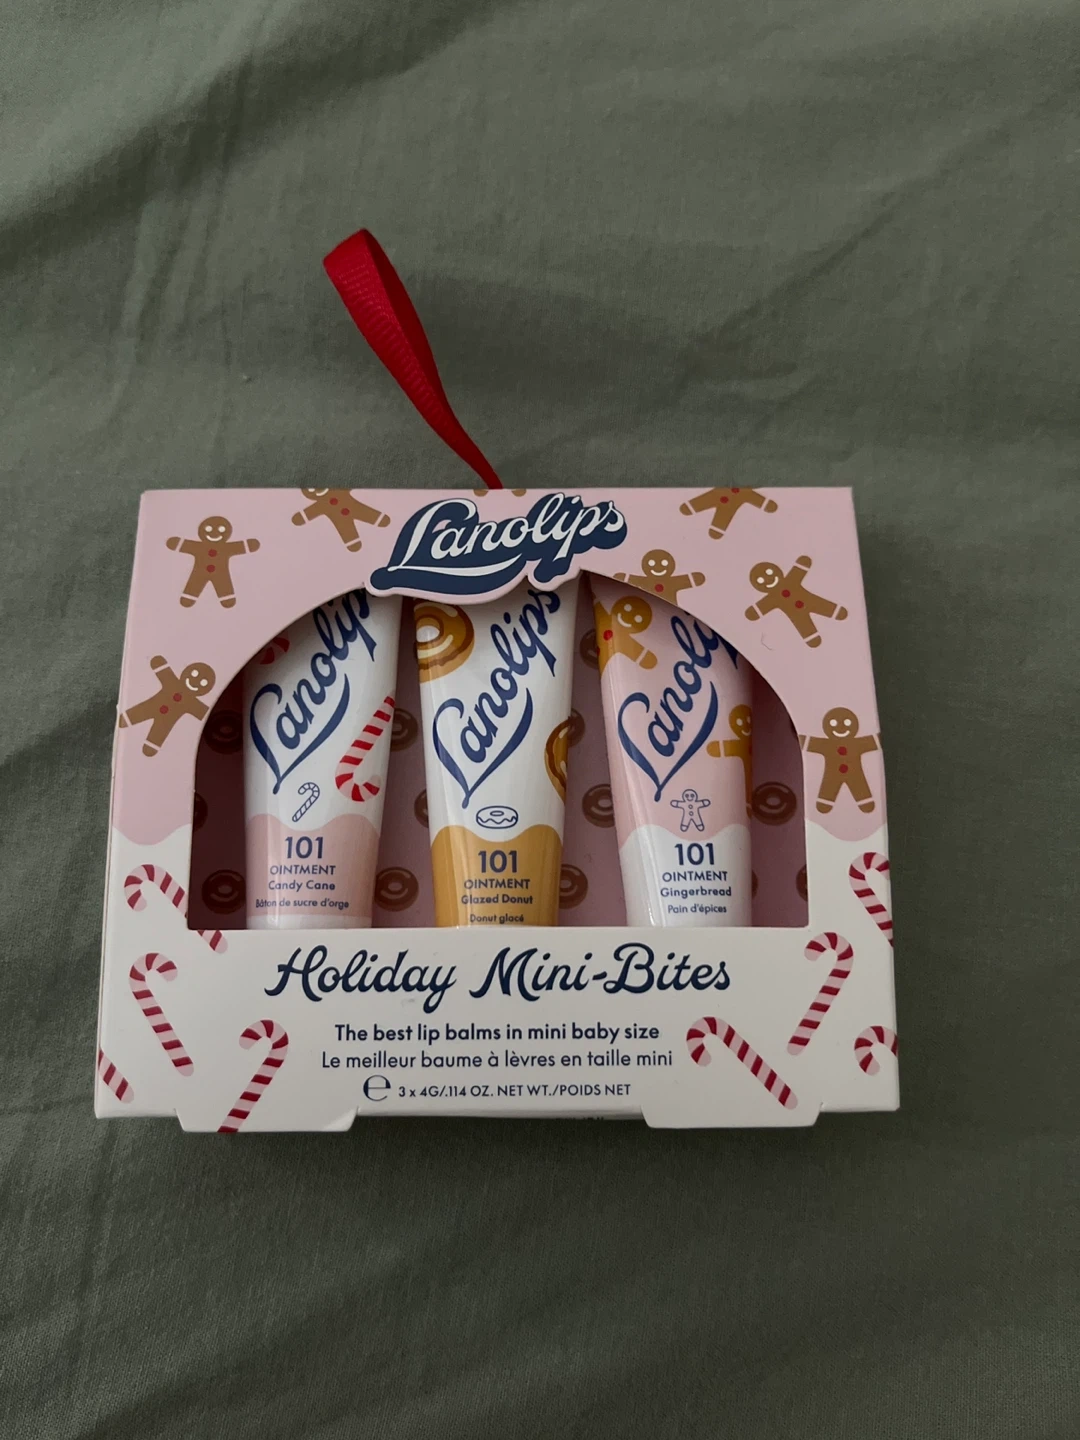 Lanolips
Lanolips
101
OINTMENT
Candy Cane
Bâton de sucre d'orge
Lanolips
101
OINTMENT
Glazed Donut
Donut glacé
101
OINTMENT
Gingerbread
Pain d'épices
Holiday Mini-Bites
The best lip balms in mini baby size
Le meilleur baume à lèvres en taille mini
℮ 3 x 4G/.114 OZ. NET WT./POIDS NET